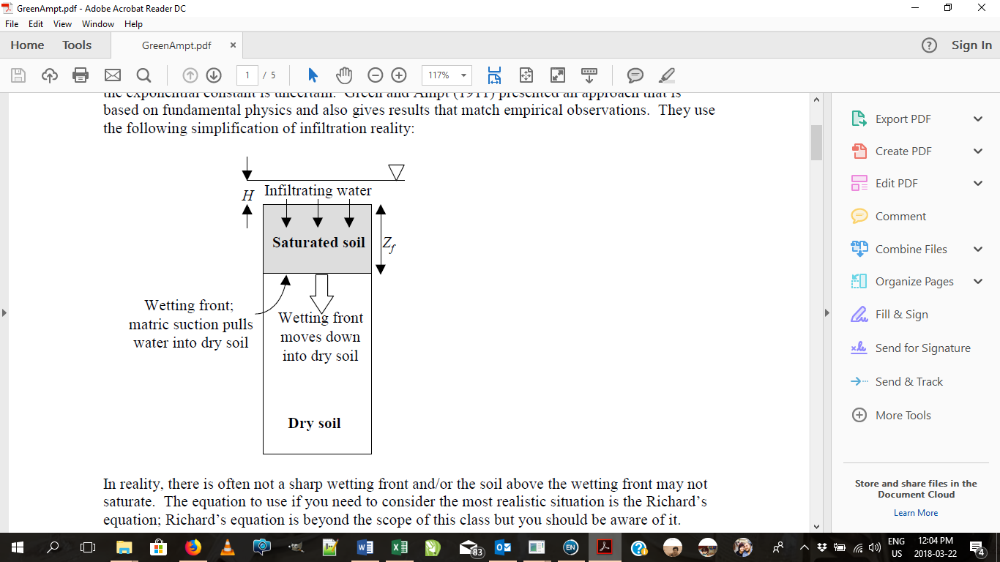 GreenAmpt.pdf - Adobe Acrobat Reader DC
File Edit View Window Help
Home Tools GreenAmpt.pdf × ? Sign In
1 / 5 117%
the exponential constant is uncertain. Green and Ampt (1911) presented an approach that is
based on fundamental physics and also gives results that match empirical observations. They use
the following simplification of infiltration reality:
H
Infiltrating water
Saturated soil
Zf
Wetting front;
matric suction pulls
water into dry soil
Wetting front
moves down
into dry soil
Dry soil
In reality, there is often not a sharp wetting front and/or the soil above the wetting front may not
saturate. The equation to use if you need to consider the most realistic situation is the Richard's
equation; Richard's equation is beyond the scope of this class but you should be aware of it.
Export PDF
Create PDF
Edit PDF
Comment
Combine Files
Organize Pages
Fill & Sign
Send for Signature
Send & Track
More Tools
Store and share files in the
Document Cloud
Learn More
83
EN
ENG
US
12:04 PM
2018-03-22
4